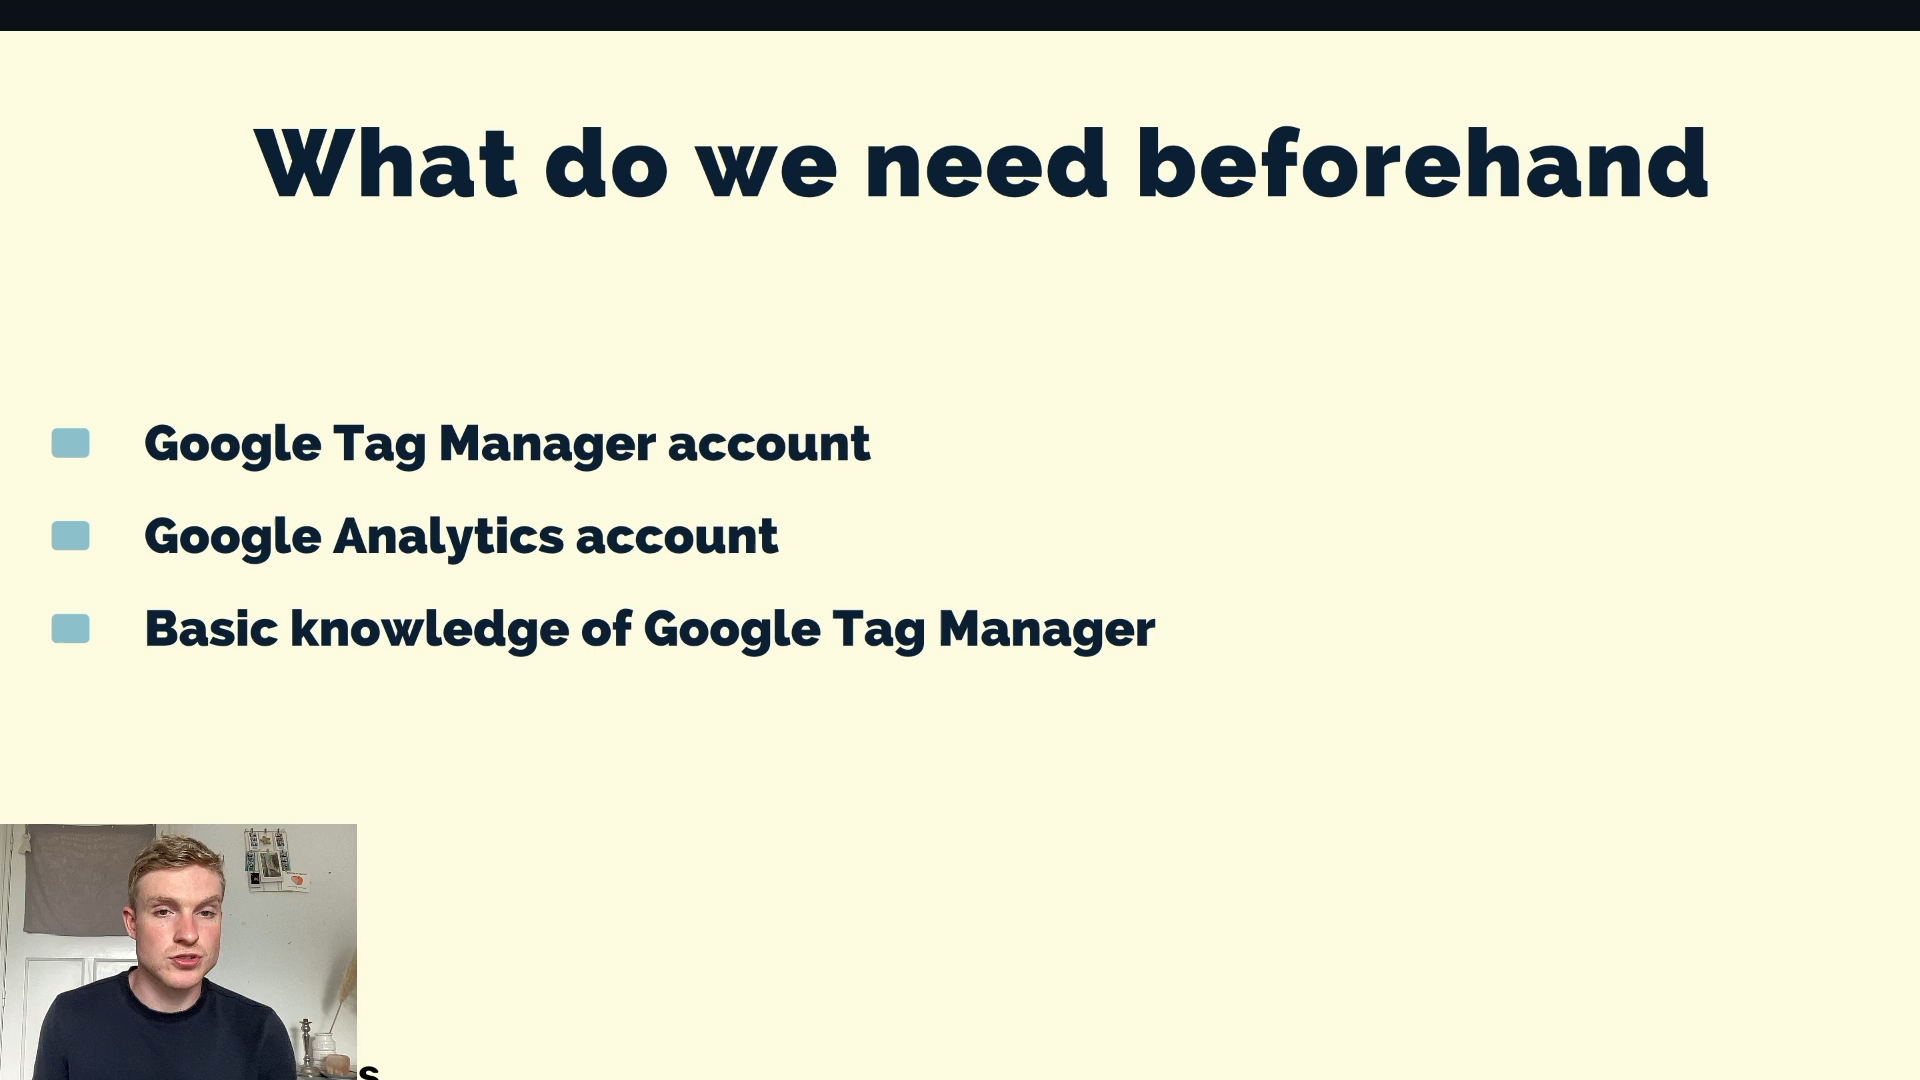 What do we need beforehand
Google Tag Manager account
Google Analytics account
Basic knowledge of Google Tag Manager
s